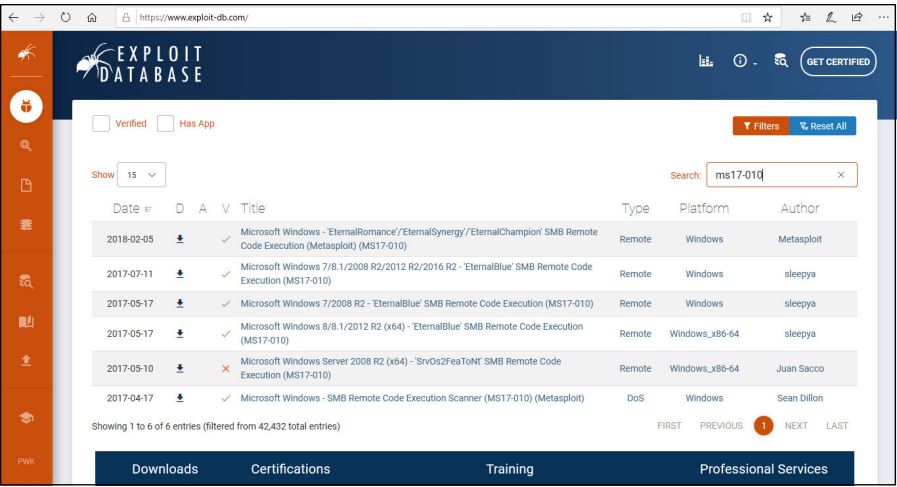 https://www.exploit-db.com/
EXPLOIT
DATABASE
GET CERTIFIED
Verified Has App
Filters Reset All
Show 15
Search: ms17-010
Date D A V Title Type Platform Author
2018-02-05 Microsoft Windows - 'EternalRomance'/'EternalSynergy'/'EternalChampion' SMB Remote
Code Execution (Metasploit) (MS17-010) Remote Windows Metasploit
2017-07-11 Microsoft Windows 7/8.1/2008 R2/2012 R2/2016 R2 - 'EternalBlue' SMB Remote Code
Execution (MS17-010) Remote Windows sleepya
2017-05-17 Microsoft Windows 7/2008 R2 - 'EternalBlue' SMB Remote Code Execution (MS17-010) Remote Windows sleepya
2017-05-17 Microsoft Windows 8/8.1/2012 R2 (x64) - 'EternalBlue' SMB Remote Code Execution
(MS17-010) Remote Windows_x86-64 sleepya
2017-05-10 Microsoft Windows Server 2008 R2 (x64) - 'SrvOs2FeaToNt' SMB Remote Code
Execution (MS17-010) Remote Windows_x86-64 Juan Sacco
2017-04-17 Microsoft Windows - SMB Remote Code Execution Scanner (MS17-010) (Metasploit) DoS Windows Sean Dillon
Showing 1 to 6 of 6 entries (filtered from 42,432 total entries) FIRST PREVIOUS 1 NEXT LAST
PWK
Downloads Certifications Training Professional Services